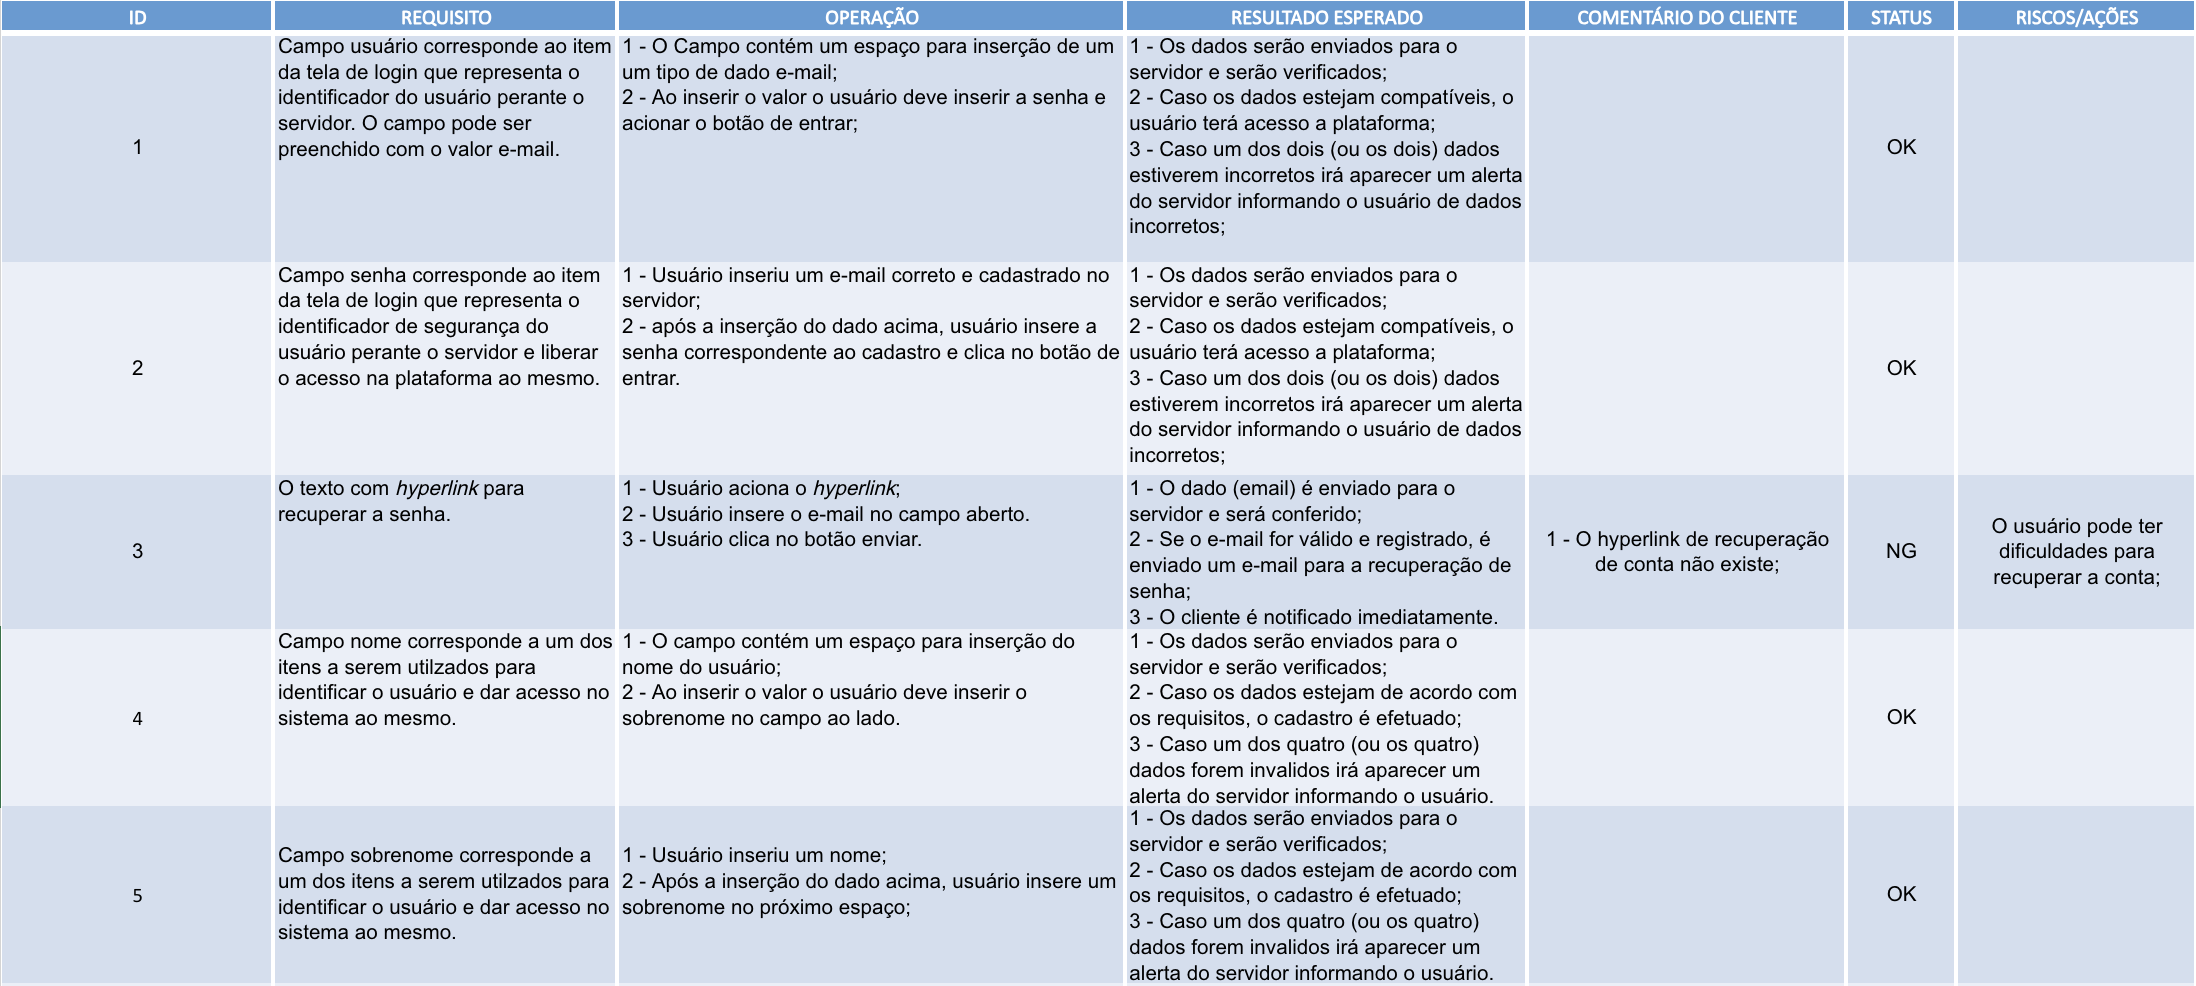 ID
REQUISITO
OPERAÇÃO
RESULTADO ESPERADO
COMENTÁRIO DO CLIENTE
STATUS
RISCOS/AÇÕES
1
Campo usuário corresponde ao item
da tela de login que representa o
identificador do usuário perante o
servidor. O campo pode ser
preenchido com o valor e-mail.
1 - O Campo contém um espaço para inserção de um
um tipo de dado e-mail;
2 - Ao inserir o valor o usuário deve inserir a senha e
acionar o botão de entrar;
1 - Os dados serão enviados para o
servidor e serão verificados;
2 - Caso os dados estejam compatíveis, o
usuário terá acesso a plataforma;
3 - Caso um dos dois (ou os dois) dados
estiverem incorretos irá aparecer um alerta
do servidor informando o usuário de dados
incorretos;
OK
2
Campo senha corresponde ao item
da tela de login que representa o
identificador de segurança do
usuário perante o servidor e liberar
o acesso na plataforma ao mesmo.
1 - Usuário inseriu um e-mail correto e cadastrado no
servidor;
2 - após a inserção do dado acima, usuário insere a
senha correspondente ao cadastro e clica no botão de
entrar.
1 - Os dados serão enviados para o
servidor e serão verificados;
2 - Caso os dados estejam compatíveis, o
usuário terá acesso a plataforma;
3 - Caso um dos dois (ou os dois) dados
estiverem incorretos irá aparecer um alerta
do servidor informando o usuário de dados
incorretos;
OK
3
O texto com hyperlink para
recuperar a senha.
1 - Usuário aciona o hyperlink;
2 - Usuário insere o e-mail no campo aberto.
3 - Usuário clica no botão enviar.
1 - O dado (email) é enviado para o
servidor e será conferido;
2 - Se o e-mail for válido e registrado, é
enviado um e-mail para a recuperação de
senha;
3 - O cliente é notificado imediatamente.
1 - O hyperlink de recuperação
de conta não existe;
NG
O usuário pode ter
dificuldades para
recuperar a conta;
4
Campo nome corresponde a um dos
itens a serem utilzados para
identificar o usuário e dar acesso no
sistema ao mesmo.
1 - O campo contém um espaço para inserção do
nome do usuário;
2 - Ao inserir o valor o usuário deve inserir o
sobrenome no campo ao lado.
1 - Os dados serão enviados para o
servidor e serão verificados;
2 - Caso os dados estejam de acordo com
os requisitos, o cadastro é efetuado;
3 - Caso um dos quatro (ou os quatro)
dados forem invalidos irá aparecer um
alerta do servidor informando o usuário.
OK
5
Campo sobrenome corresponde a
um dos itens a serem utilzados para
identificar o usuário e dar acesso no
sistema ao mesmo.
1 - Usuário inseriu um nome;
2 - Após a inserção do dado acima, usuário insere um
sobrenome no próximo espaço;
1 - Os dados serão enviados para o
servidor e serão verificados;
2 - Caso os dados estejam de acordo com
os requisitos, o cadastro é efetuado;
3 - Caso um dos quatro (ou os quatro)
dados forem invalidos irá aparecer um
alerta do servidor informando o usuário.
OK